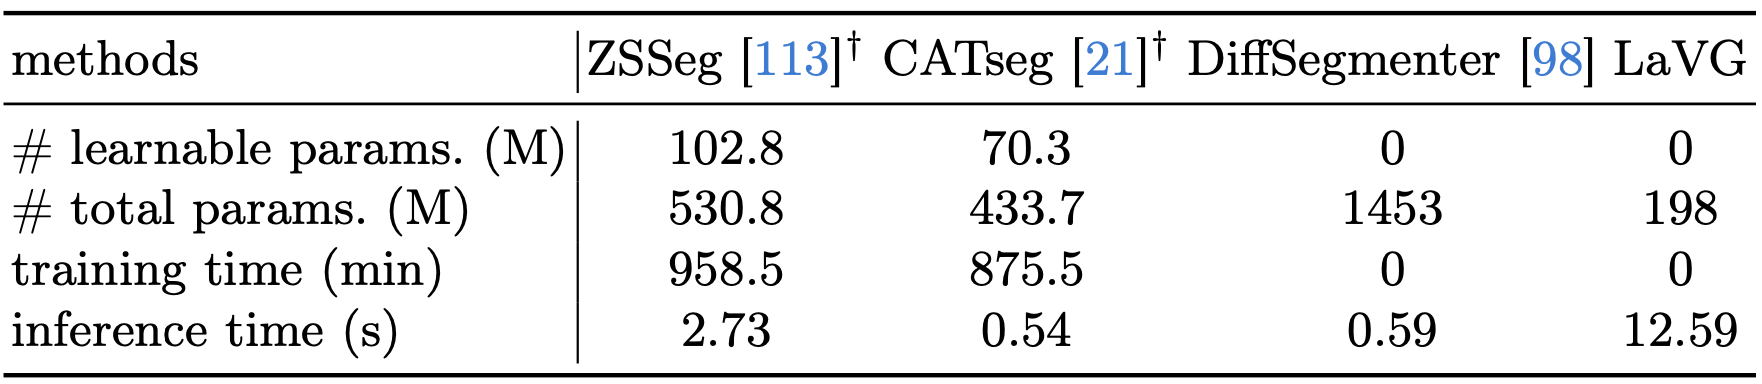 methods ZSSeg [113]† CATseg [21]† DiffSegmenter [98] LaVG
# learnable params. (M) 102.8 70.3 0 0
# total params. (M) 530.8 433.7 1453 198
training time (min) 958.5 875.5 0 0
inference time (s) 2.73 0.54 0.59 12.59